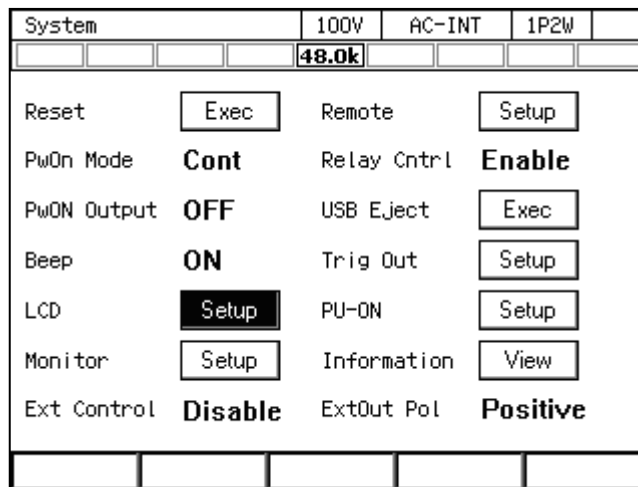 System 100V AC-INT 1P2W
48.0k
Reset Exec Remote Setup
PwOn Mode Cont Relay Cntrl Enable
PwON Output OFF USB Eject Exec
Beep ON Trig Out Setup
LCD Setup PU-ON Setup
Monitor Setup Information View
Ext Control Disable ExtOut Pol Positive